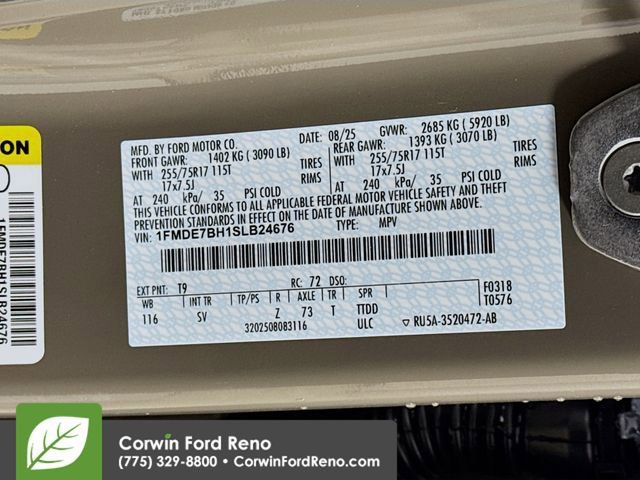 MFD. BY FORD MOTOR CO.
DATE: 08/25 GVWR: 2685 KG ( 5920 LB)
FRONT GAWR: 1402 KG ( 3090 LB) REAR GAWR: 1393 KG ( 3070 LB)
WITH 255/75R17 115T TIRES WITH 255/75R17 115T TIRES
17x7.5J RIMS 17x7.5J RIMS
AT 240 kPa/ 35 PSI COLD AT 240 kPa/ 35 PSI COLD
THIS VEHICLE CONFORMS TO ALL APPLICABLE FEDERAL MOTOR VEHICLE SAFETY AND THEFT
PREVENTION STANDARDS IN EFFECT ON THE DATE OF MANUFACTURE SHOWN ABOVE.
VIN: 1FMDE7BH1SLB24676 TYPE: MPV
EXT PNT: T9 RC: 72 DSO:
WB INT TR TP/PS R AXLE TR SPR F0318
116 SV Z 73 T TTDD T0576
3202508083116 ULC RU5A-3520472-AB
ON
1FMDE7BH1SLB24676
Corwin Ford Reno
(775) 329-8800 • CorwinFordReno.com